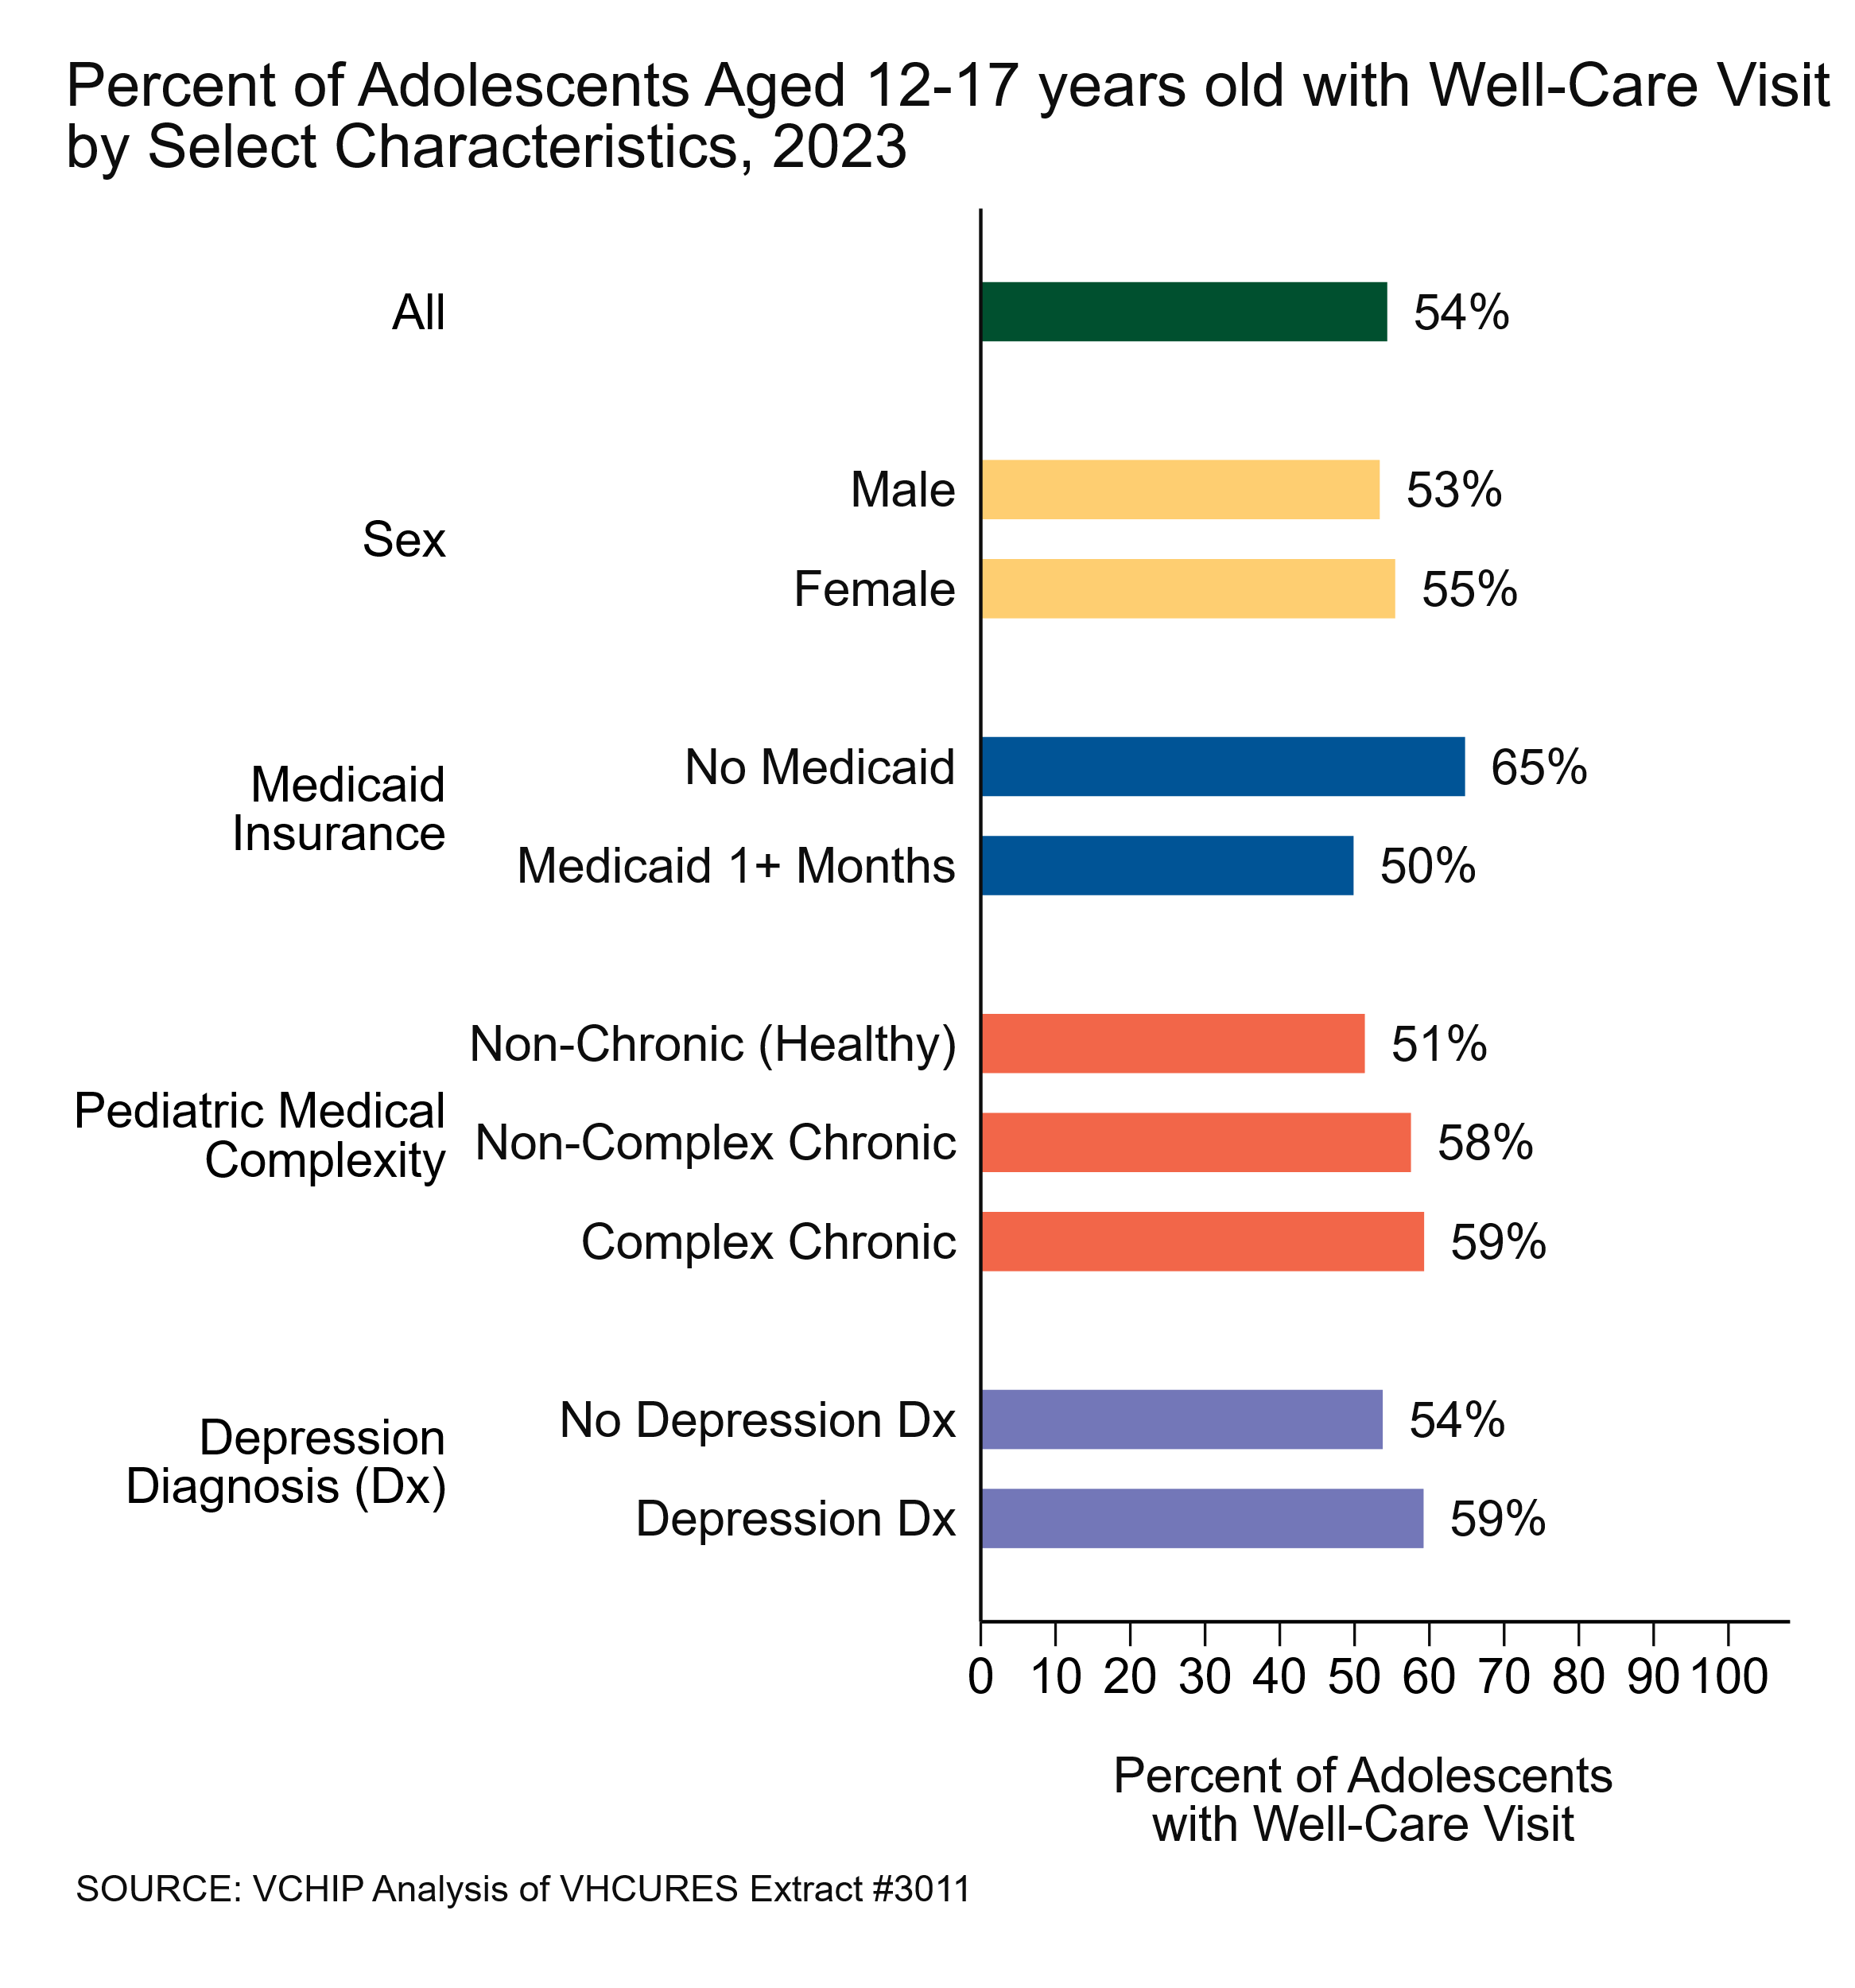 Percent of Adolescents Aged 12-17 years old with Well-Care Visit
by Select Characteristics, 2023
All
54%
Sex
Male
53%
Female
55%
Medicaid
Insurance
No Medicaid
65%
Medicaid 1+ Months
50%
Pediatric Medical
Complexity
Non-Chronic (Healthy)
51%
Non-Complex Chronic
58%
Complex Chronic
59%
Depression
Diagnosis (Dx)
No Depression Dx
54%
Depression Dx
59%
0 10 20 30 40 50 60 70 80 90 100
Percent of Adolescents
with Well-Care Visit
SOURCE: VCHIP Analysis of VHCURES Extract #3011